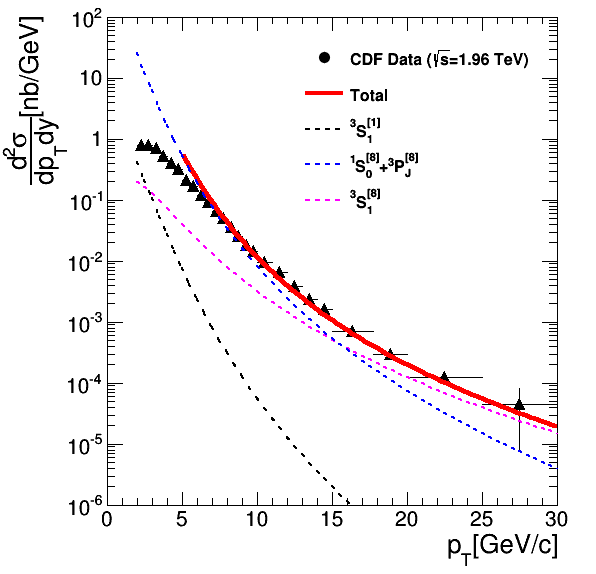 d²σ/dp_T dy [nb/GeV]
10²
10
1
10⁻¹
10⁻²
10⁻³
10⁻⁴
10⁻⁵
10⁻⁶
CDF Data (√s=1.96 TeV)
Total
³S₁^[1]
¹S₀^[8]+³P_J^[8]
³S₁^[8]
0 5 10 15 20 25 30
p_T[GeV/c]